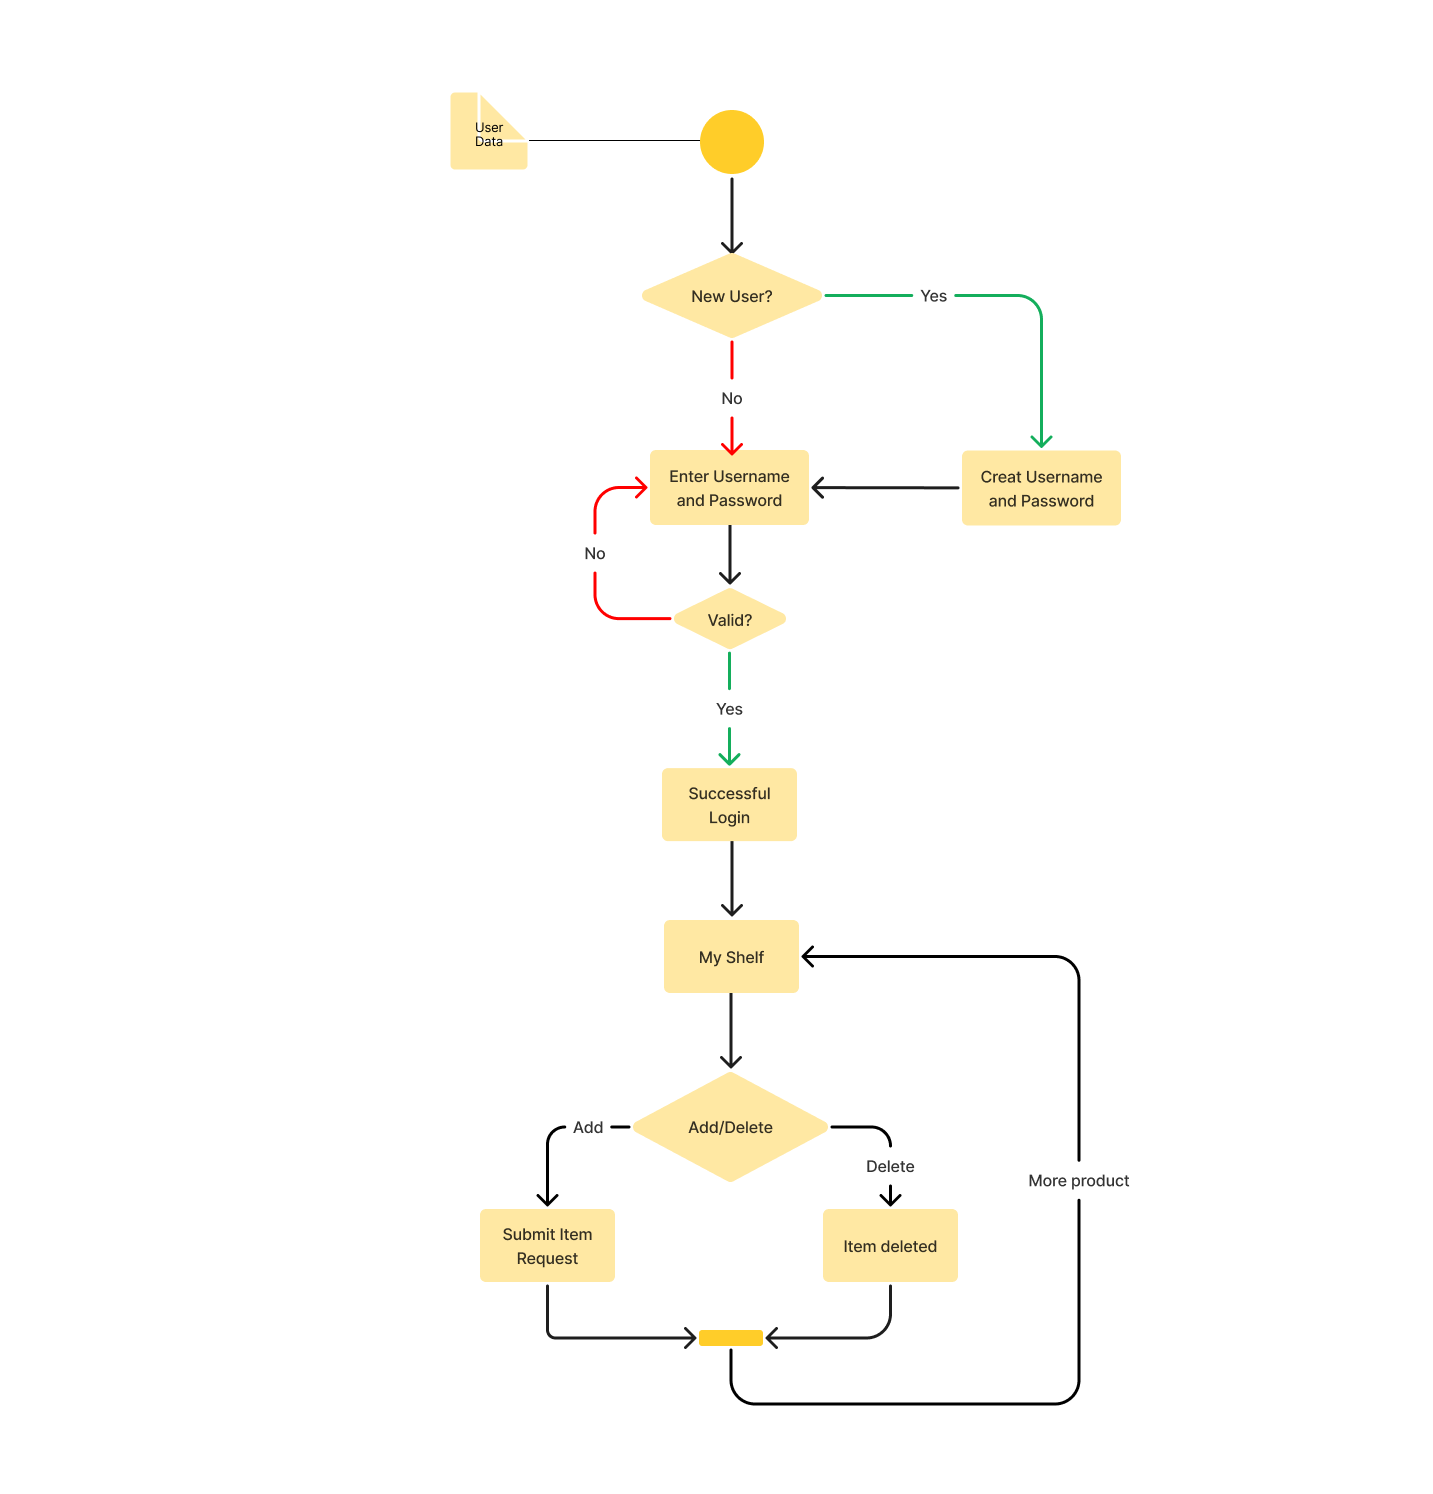 User
Data
New User?
Yes
No
Enter Username
and Password
Creat Username
and Password
No
Valid?
Yes
Successful
Login
My Shelf
Add
Add/Delete
Delete
More product
Submit Item
Request
Item deleted